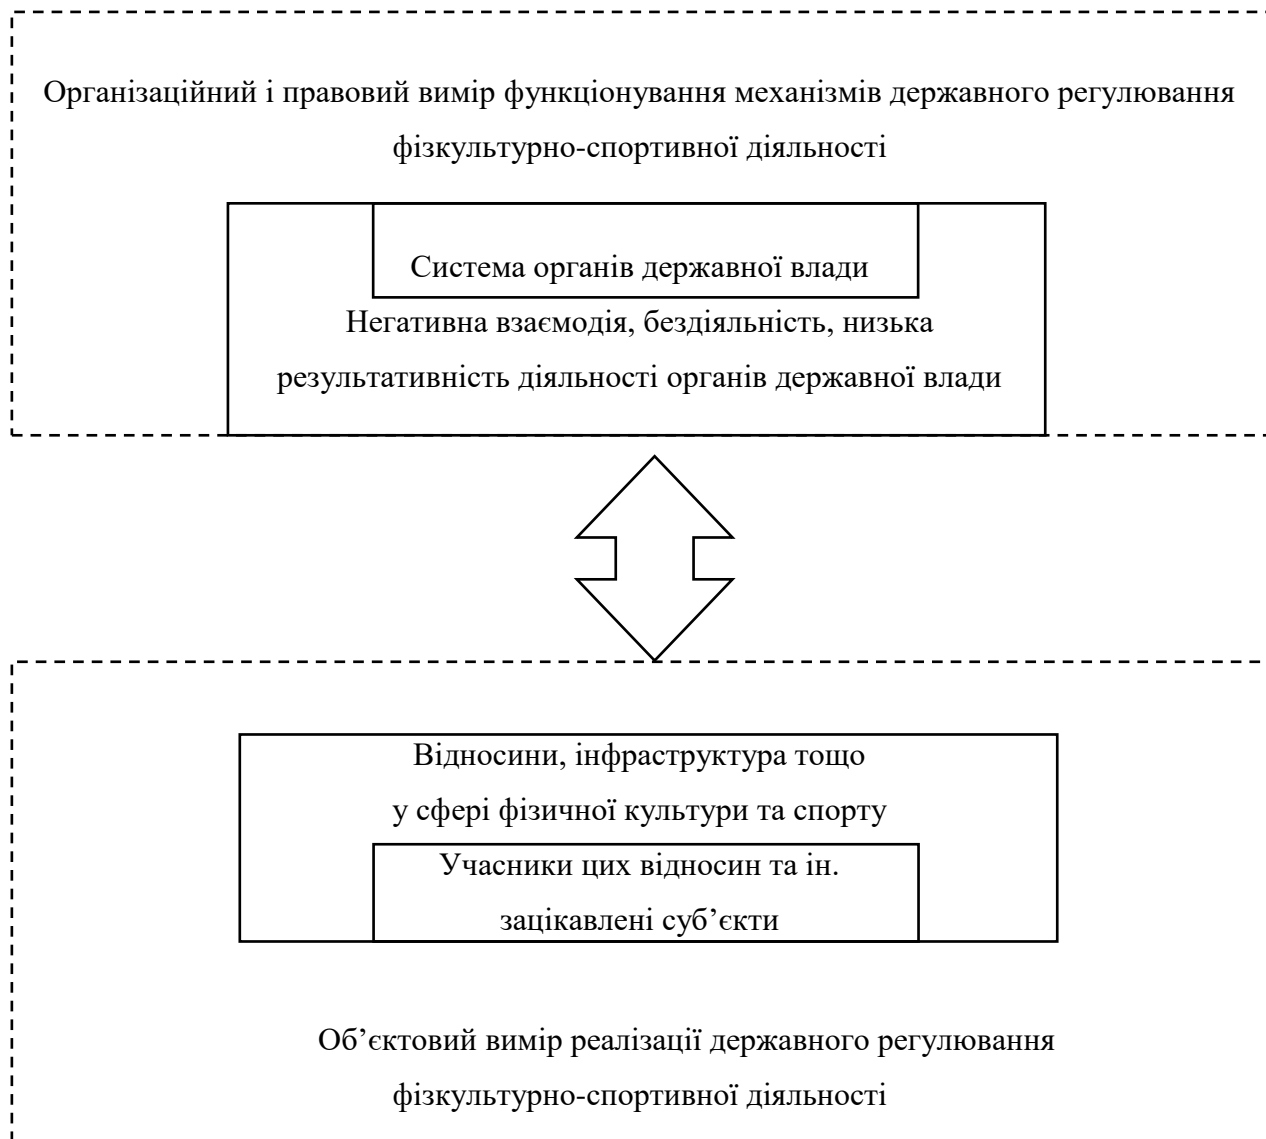 Організаційний і правовий вимір функціонування механізмів державного регулювання
фізкультурно-спортивної діяльності
Система органів державної влади
Негативна взаємодія, бездіяльність, низька
результативність діяльності органів державної влади
Відносини, інфраструктура тощо
у сфері фізичної культури та спорту
Учасники цих відносин та ін.
зацікавлені суб’єкти
Об’єктовий вимір реалізації державного регулювання
фізкультурно-спортивної діяльності